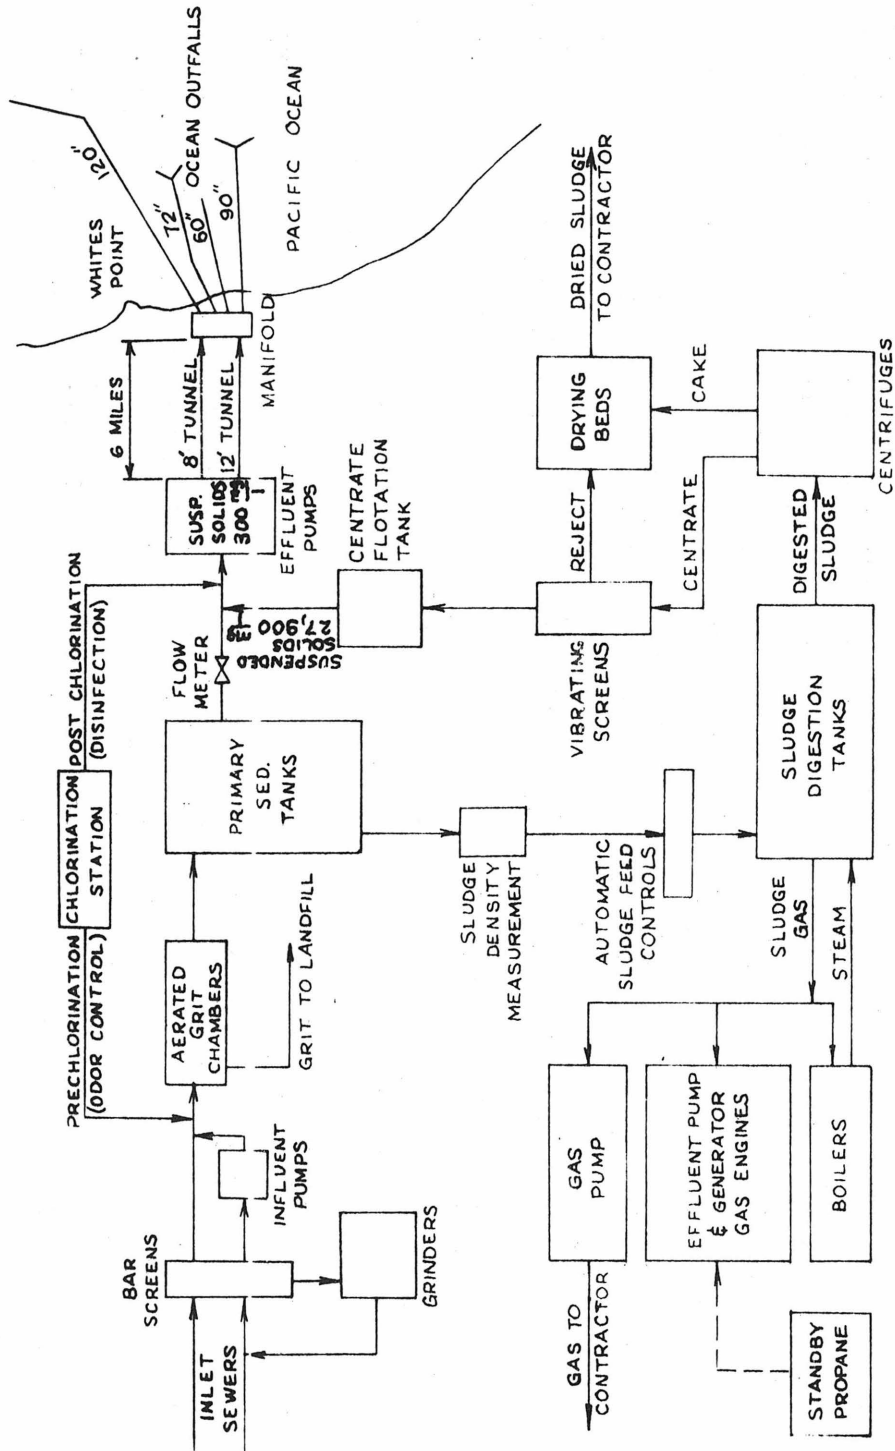 INLET
SEWERS
BAR
SCREENS
GRINDERS
INFLUENT
PUMPS
PRECHLORINATION
(ODOR CONTROL)
CHLORINATION
STATION
POST CHLORINATION
(DISINFECTION)
AERATED
GRIT
CHAMBERS
GRIT TO LANDFILL
PRIMARY
SED.
TANKS
FLOW
METER
SUSPENDED
SOLIDS
27,900 mg/l
SUSP.
SOLIDS
300 mg/l
EFFLUENT
PUMPS
6 MILES
8' TUNNEL
12' TUNNEL
MANIFOLD
WHITES
POINT
120"
72"
60"
90"
OCEAN OUTFALLS
PACIFIC OCEAN
CENTRATE
FLOTATION
TANK
SLUDGE
DENSITY
MEASUREMENT
AUTOMATIC
SLUDGE FEED
CONTROLS
VIBRATING
SCREENS
REJECT
DRYING
BEDS
DRIED SLUDGE
TO CONTRACTOR
CENTRATE
CAKE
GAS TO
CONTRACTOR
GAS
PUMP
EFFLUENT PUMP
& GENERATOR
GAS ENGINES
STANDBY
PROPANE
BOILERS
SLUDGE
GAS
STEAM
SLUDGE
DIGESTION
TANKS
DIGESTED
SLUDGE
CENTRIFUGES